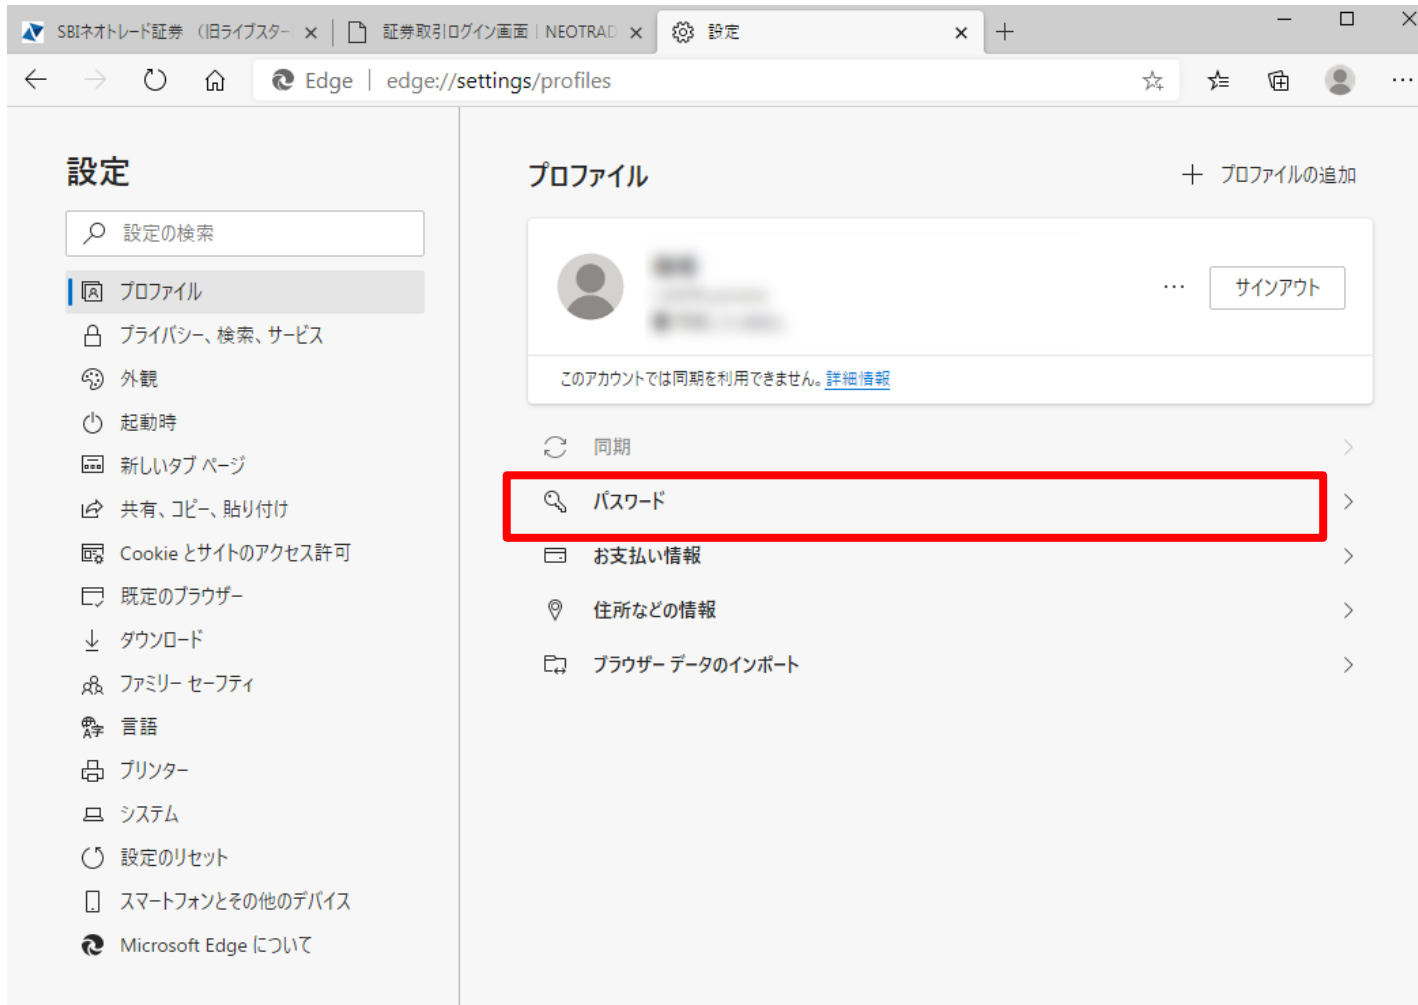 SBIネオトレード証券 （旧ライブスター
証券取引ログイン画面 | NEOTRAD
設定
Edge | edge://settings/profiles
設定
設定の検索
プロファイル
プライバシー、検索、サービス
外観
起動時
新しいタブ ページ
共有、コピー、貼り付け
Cookie とサイトのアクセス許可
既定のブラウザー
ダウンロード
ファミリー セーフティ
言語
プリンター
システム
設定のリセット
スマートフォンとその他のデバイス
Microsoft Edge について
プロファイル
プロファイルの追加
サインアウト
このアカウントでは同期を利用できません。詳細情報
同期
パスワード
お支払い情報
住所などの情報
ブラウザー データのインポート